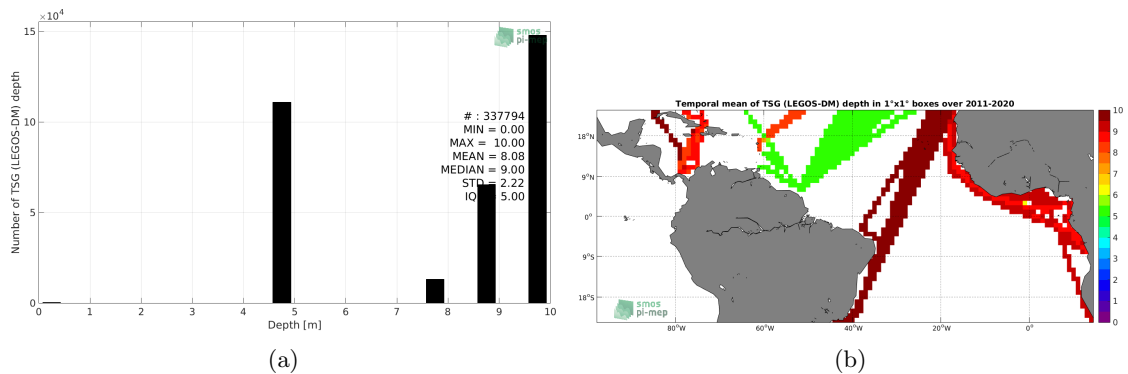 ×10⁴
15
10
5
0
Number of TSG (LEGOS-DM) depth
smos
pi-mep
# : 337794
MIN = 0.00
MAX = 10.00
MEAN = 8.08
MEDIAN = 9.00
STD = 2.22
IQ 5.00
0 1 2 3 4 5 6 7 8 9 10
Depth [m]
(a)
Temporal mean of TSG (LEGOS-DM) depth in 1°x1° boxes over 2011-2020
18°N
9°N
0°
9°S
18°S
80°W 60°W 40°W 20°W 0°
smos
pi-mep
10
9
8
7
6
5
4
3
2
1
0
(b)